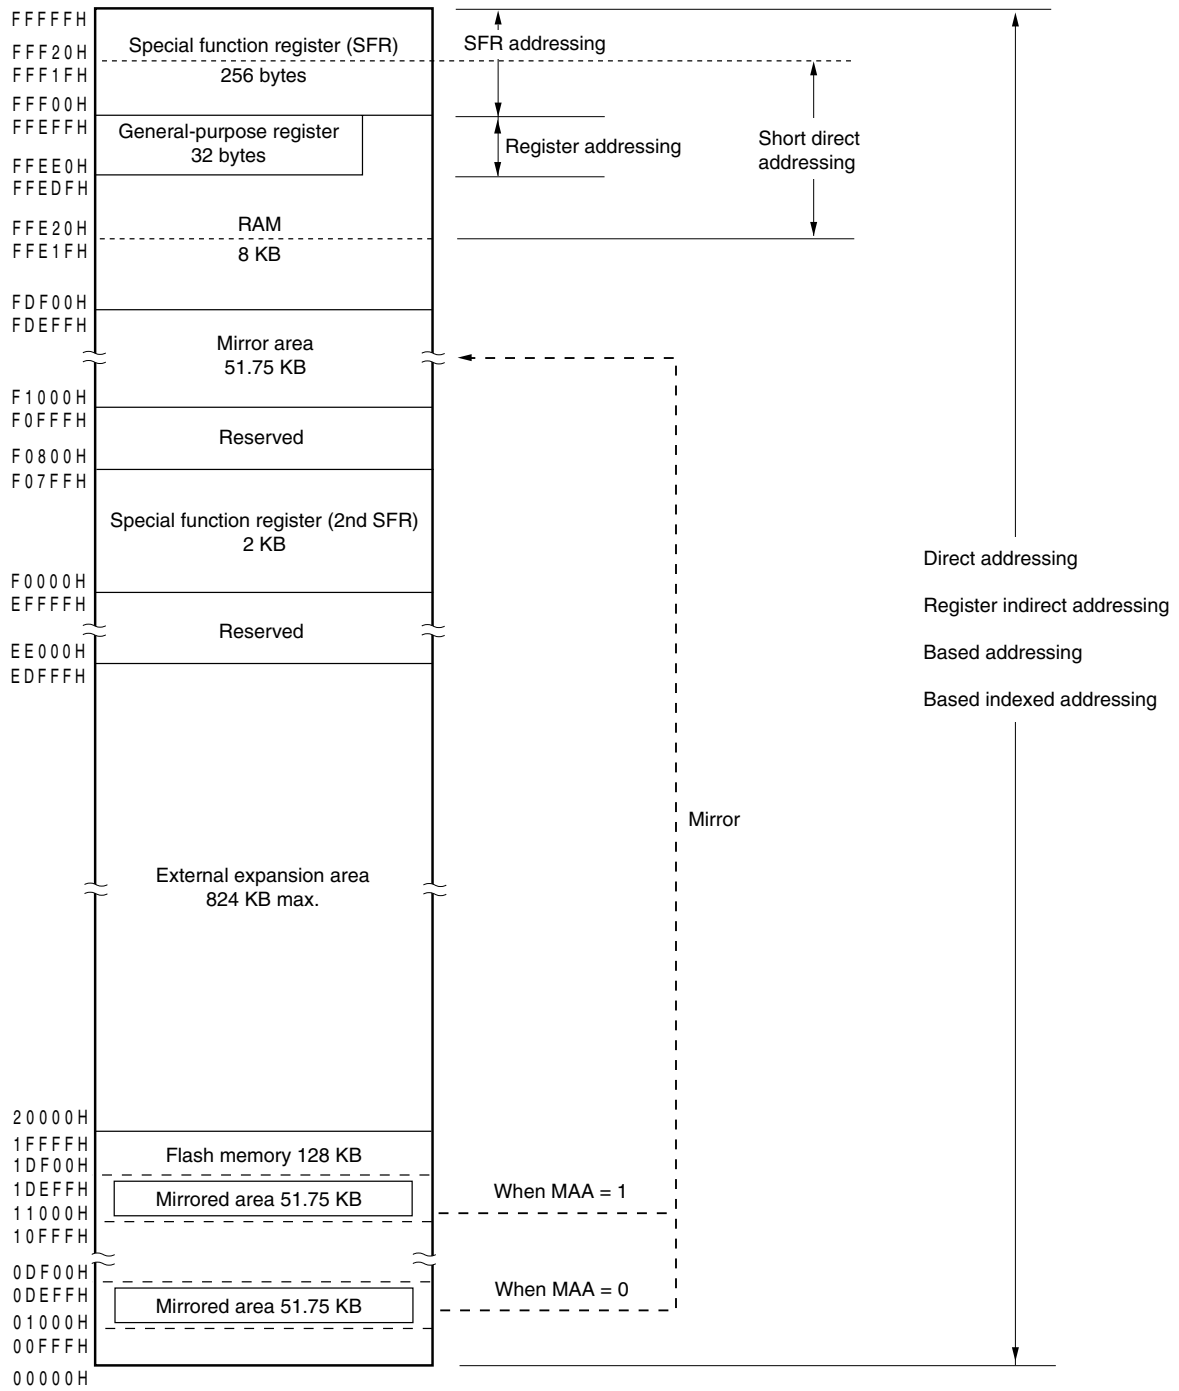 FFFFFH
Special function register (SFR)
256 bytes
SFR addressing
FFF20H
FFF1FH
FFF00H
FFEFFH
General-purpose register
32 bytes
Register addressing
Short direct
addressing
FFEE0H
FFEDFH
RAM
8 KB
FFE20H
FFE1FH
FDF00H
FDEFFH
Mirror area
51.75 KB
F1000H
F0FFFH
Reserved
F0800H
F07FFH
Special function register (2nd SFR)
2 KB
Direct addressing
Register indirect addressing
Based addressing
Based indexed addressing
F0000H
EFFFFH
Reserved
EE000H
EDFFFH
Mirror
External expansion area
824 KB max.
20000H
1FFFFH
Flash memory 128 KB
1DF00H
1DEFFH
Mirrored area 51.75 KB
When MAA = 1
11000H
10FFFH
0DF00H
0DEFFH
Mirrored area 51.75 KB
When MAA = 0
01000H
00FFFH
00000H